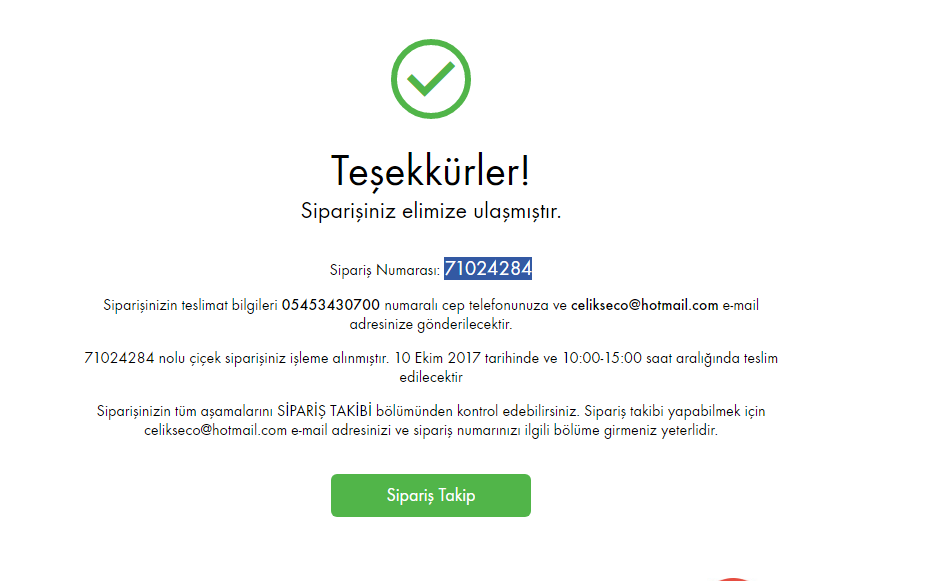 Teşekkürler!
Siparişiniz elimize ulaşmıştır.
Sipariş Numarası: 71024284
Siparişinizin teslimat bilgileri 05453430700 numaralı cep telefonunuza ve celikseco@hotmail.com e-mail
adresinize gönderilecektir.
71024284 nolu çiçek siparişiniz işleme alınmıştır. 10 Ekim 2017 tarihinde ve 10:00-15:00 saat aralığında teslim
edilecektir
Siparişinizin tüm aşamalarını SİPARİŞ TAKİBİ bölümünden kontrol edebilirsiniz. Sipariş takibi yapabilmek için
celikseco@hotmail.com e-mail adresinizi ve sipariş numarınızı ilgili bölüme girmeniz yeterlidir.
Sipariş Takip